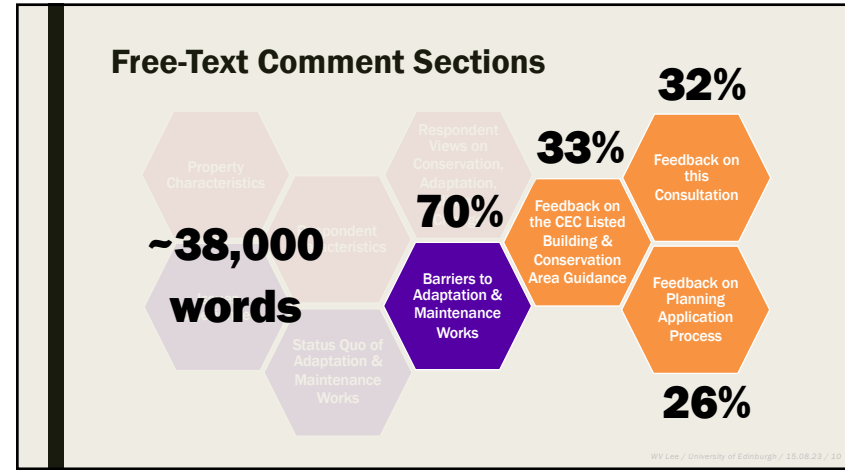 Free-Text Comment Sections
32%
33%
70%
~38,000
words
Property
Characteristics
Respondent
Views on
Conservation,
Adaptation,
Status Quo of
Adaptation &
Maintenance
Works
Barriers to
Adaptation &
Maintenance
Works
Feedback on
the CEC Listed
Building &
Conservation
Area Guidance
Feedback on
this
Consultation
Feedback on
Planning
Application
Process
26%
WV Lee / University of Edinburgh / 15.08.23 / 10